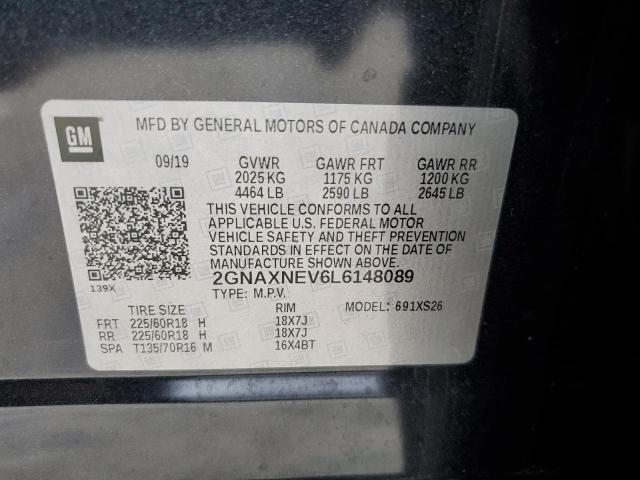 GM
MFD BY GENERAL MOTORS OF CANADA COMPANY
09/19 GVWR GAWR FRT GAWR RR
2025 KG 1175 KG 1200 KG
4464 LB 2590 LB 2645 LB
THIS VEHICLE CONFORMS TO ALL
APPLICABLE U.S. FEDERAL MOTOR
VEHICLE SAFETY AND THEFT PREVENTION
STANDARDS IN EFFECT ON THE DATE OF
MANUFACTURE SHOWN ABOVE.
139X 2GNAXNEV6L6148089
TYPE: M.P.V. MODEL: 691XS26
TIRE SIZE RIM
FRT 225/60R18 H 18X7J
RR 225/60R18 H 18X7J
SPA T135/70R16 M 16X4BT